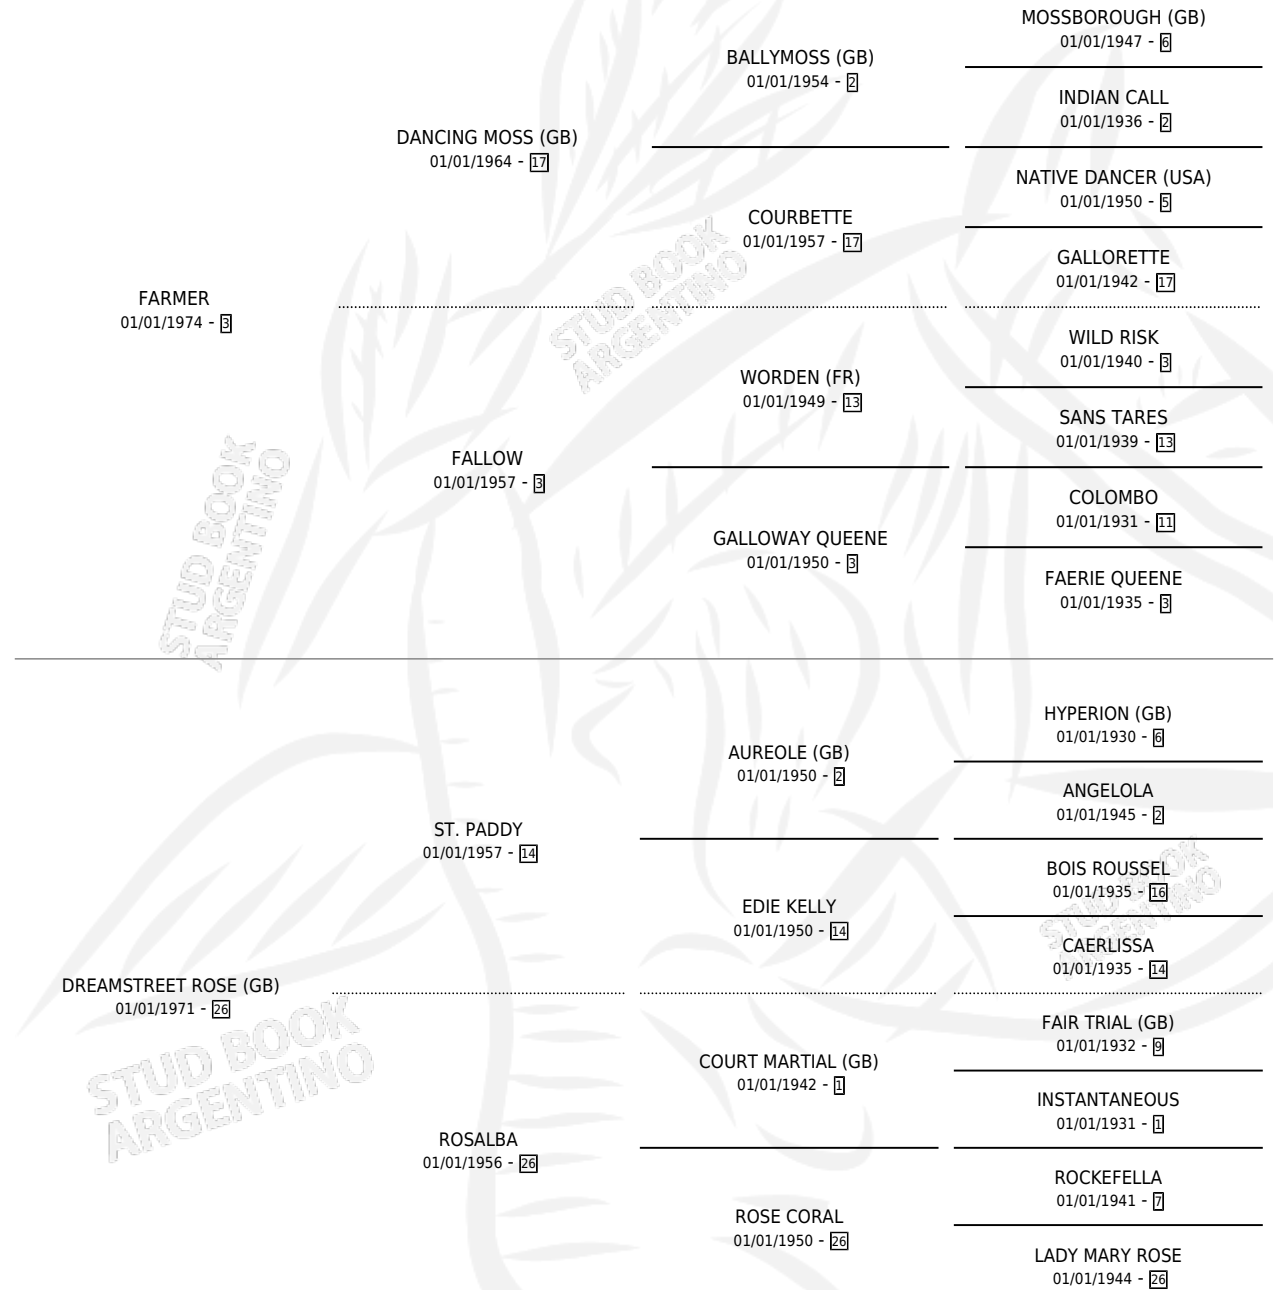 MOSSBOROUGH (GB)
01/01/1947 - 6
BALLYMOSS (GB)
01/01/1954 - 2
INDIAN CALL
01/01/1936 - 2
DANCING MOSS (GB)
01/01/1964 - 17
NATIVE DANCER (USA)
01/01/1950 - 5
COURBETTE
01/01/1957 - 17
GALLORETTE
01/01/1942 - 17
FARMER
01/01/1974 - 3
WILD RISK
01/01/1940 - 3
WORDEN (FR)
01/01/1949 - 13
SANS TARES
01/01/1939 - 13
FALLOW
01/01/1957 - 3
COLOMBO
01/01/1931 - 11
GALLOWAY QUEENE
01/01/1950 - 3
FAERIE QUEENE
01/01/1935 - 3
HYPERION (GB)
01/01/1930 - 6
AUREOLE (GB)
01/01/1950 - 2
ANGELOLA
01/01/1945 - 2
ST. PADDY
01/01/1957 - 14
BOIS ROUSSEL
01/01/1935 - 16
EDIE KELLY
01/01/1950 - 14
CAERLISSA
01/01/1935 - 14
DREAMSTREET ROSE (GB)
01/01/1971 - 26
FAIR TRIAL (GB)
01/01/1932 - 9
COURT MARTIAL (GB)
01/01/1942 - 1
INSTANTANEOUS
01/01/1931 - 1
ROSALBA
01/01/1956 - 26
ROCKEFELLA
01/01/1941 - 7
ROSE CORAL
01/01/1950 - 26
LADY MARY ROSE
01/01/1944 - 26
STUD BOOK
ARGENTINO
STUD BOOK
ARGENTINO
STUD BOOK
ARGENTINO
STUD BOOK
ARGENTINO